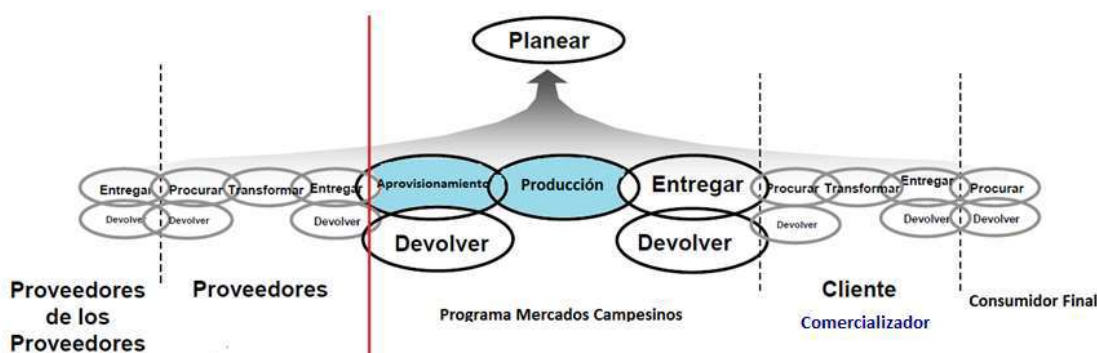 Planear
Entregar Procurar Transformar Entregar Aprovisionamiento Producción Entregar Procurar Transformar Entregar Procurar
Devolver Devolver Devolver Devolver Devolver Devolver Devolver Devolver
Proveedores de los Proveedores
Proveedores
Programa Mercados Campesinos
Cliente
Comercializador
Consumidor Final